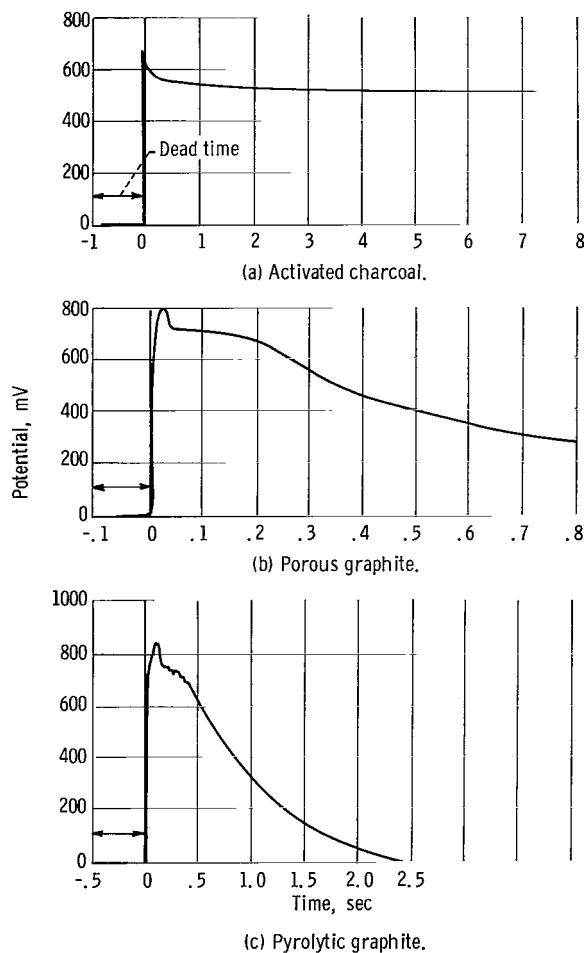 800
600
400
200
0
Dead time
-1 0 1 2 3 4 5 6 7 8
(a) Activated charcoal.
Potential, mV
800
600
400
200
0
-.1 0 .1 .2 .3 .4 .5 .6 .7 .8
(b) Porous graphite.
1000
800
600
400
200
0
-.5 0 .5 1.0 1.5 2.0 2.5
Time, sec
(c) Pyrolytic graphite.